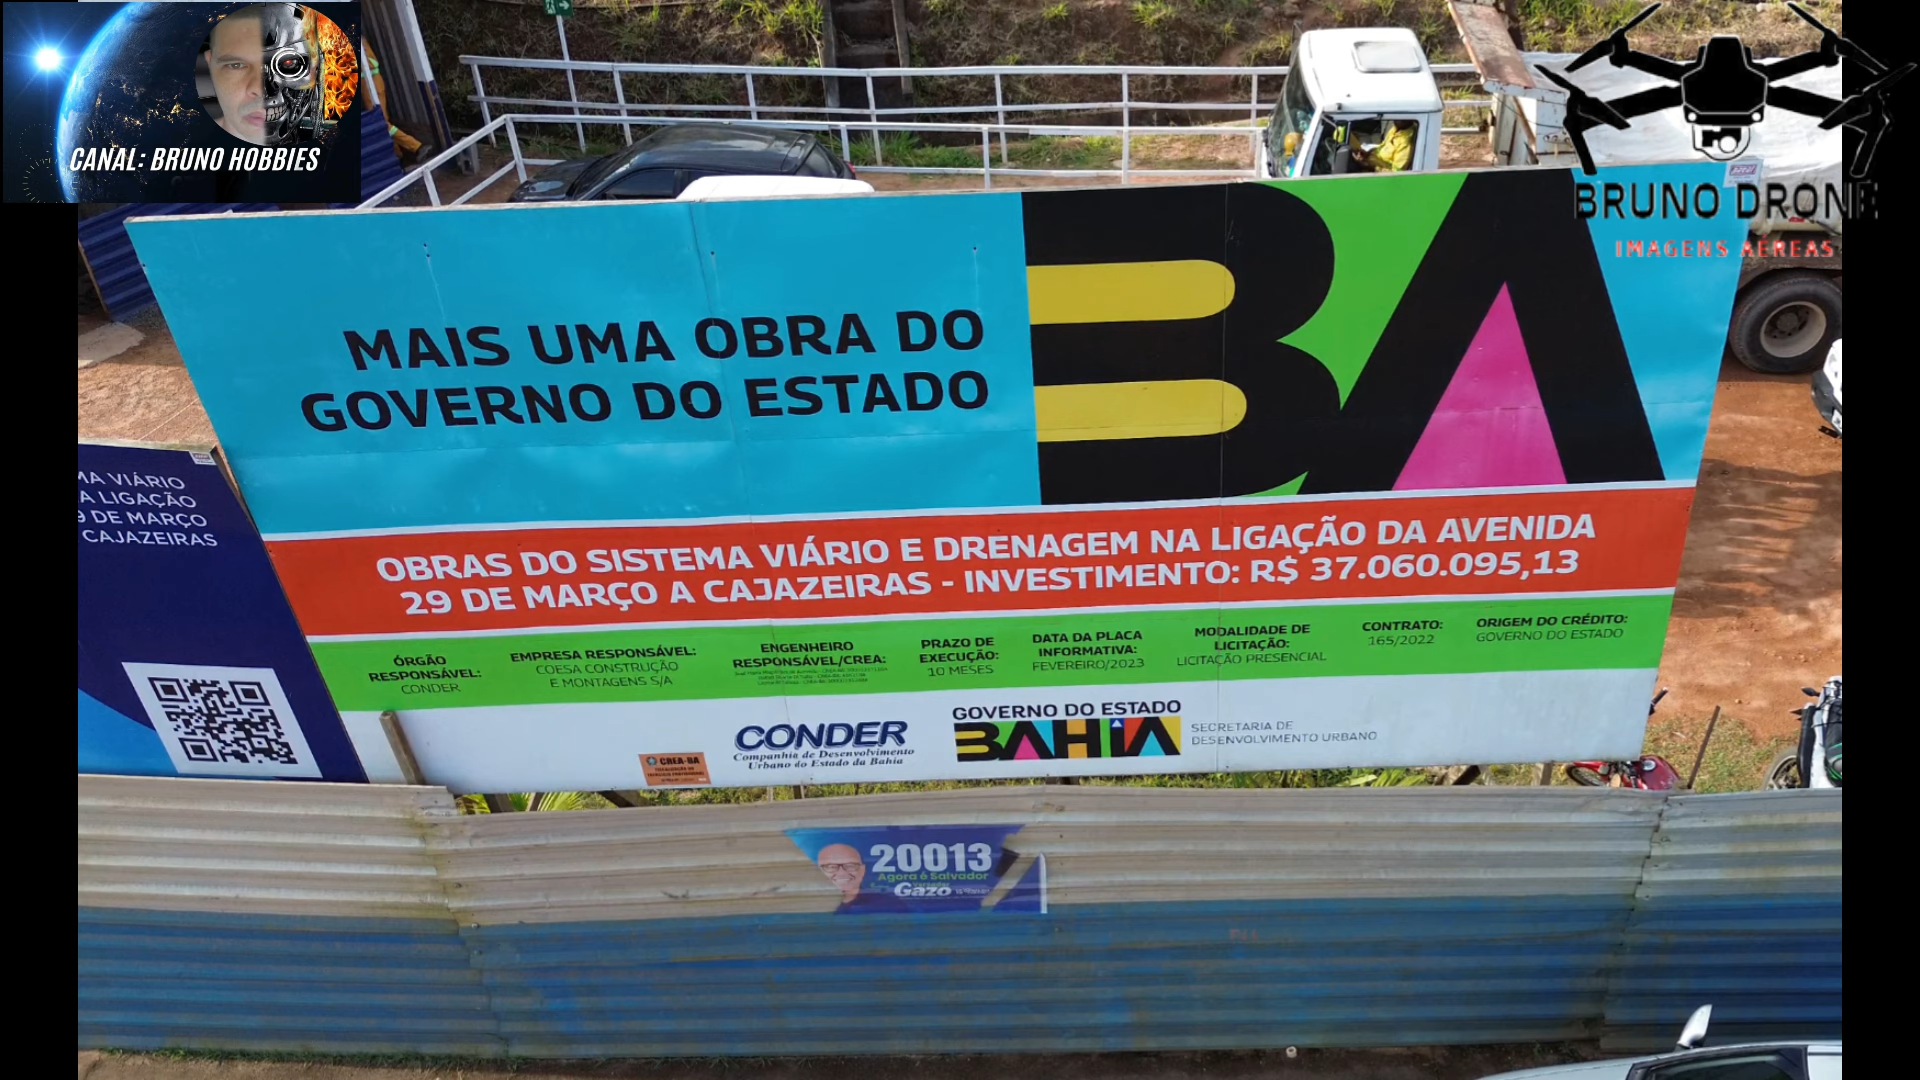 CANAL: BRUNO HOBBIES
BRUNO DRONE
IMAGENS AÉREAS
MAIS UMA OBRA DO
GOVERNO DO ESTADO
BA
OBRAS DO SISTEMA VIÁRIO E DRENAGEM NA LIGAÇÃO DA AVENIDA
29 DE MARÇO A CAJAZEIRAS - INVESTIMENTO: R$ 37.060.095,13
ÓRGÃO
RESPONSÁVEL:
CONDER
EMPRESA RESPONSÁVEL:
COESA CONSTRUÇÃO
E MONTAGENS S/A
ENGENHEIRO
RESPONSÁVEL/CREA:
PRAZO DE
EXECUÇÃO:
10 MESES
DATA DA PLACA
INFORMATIVA:
FEVEREIRO/2023
MODALIDADE DE
LICITAÇÃO:
LICITAÇÃO PRESENCIAL
CONTRATO:
165/2022
ORIGEM DO CRÉDITO:
GOVERNO DO ESTADO
CREA-BA
CONDER
Companhia de Desenvolvimento
Urbano do Estado da Bahia
GOVERNO DO ESTADO
BAHIA
SECRETARIA DE
DESENVOLVIMENTO URBANO
MA VIÁRIO
A LIGAÇÃO
9 DE MARÇO
CAJAZEIRAS
20013
Agora é Salvador
Vereador
Gazo